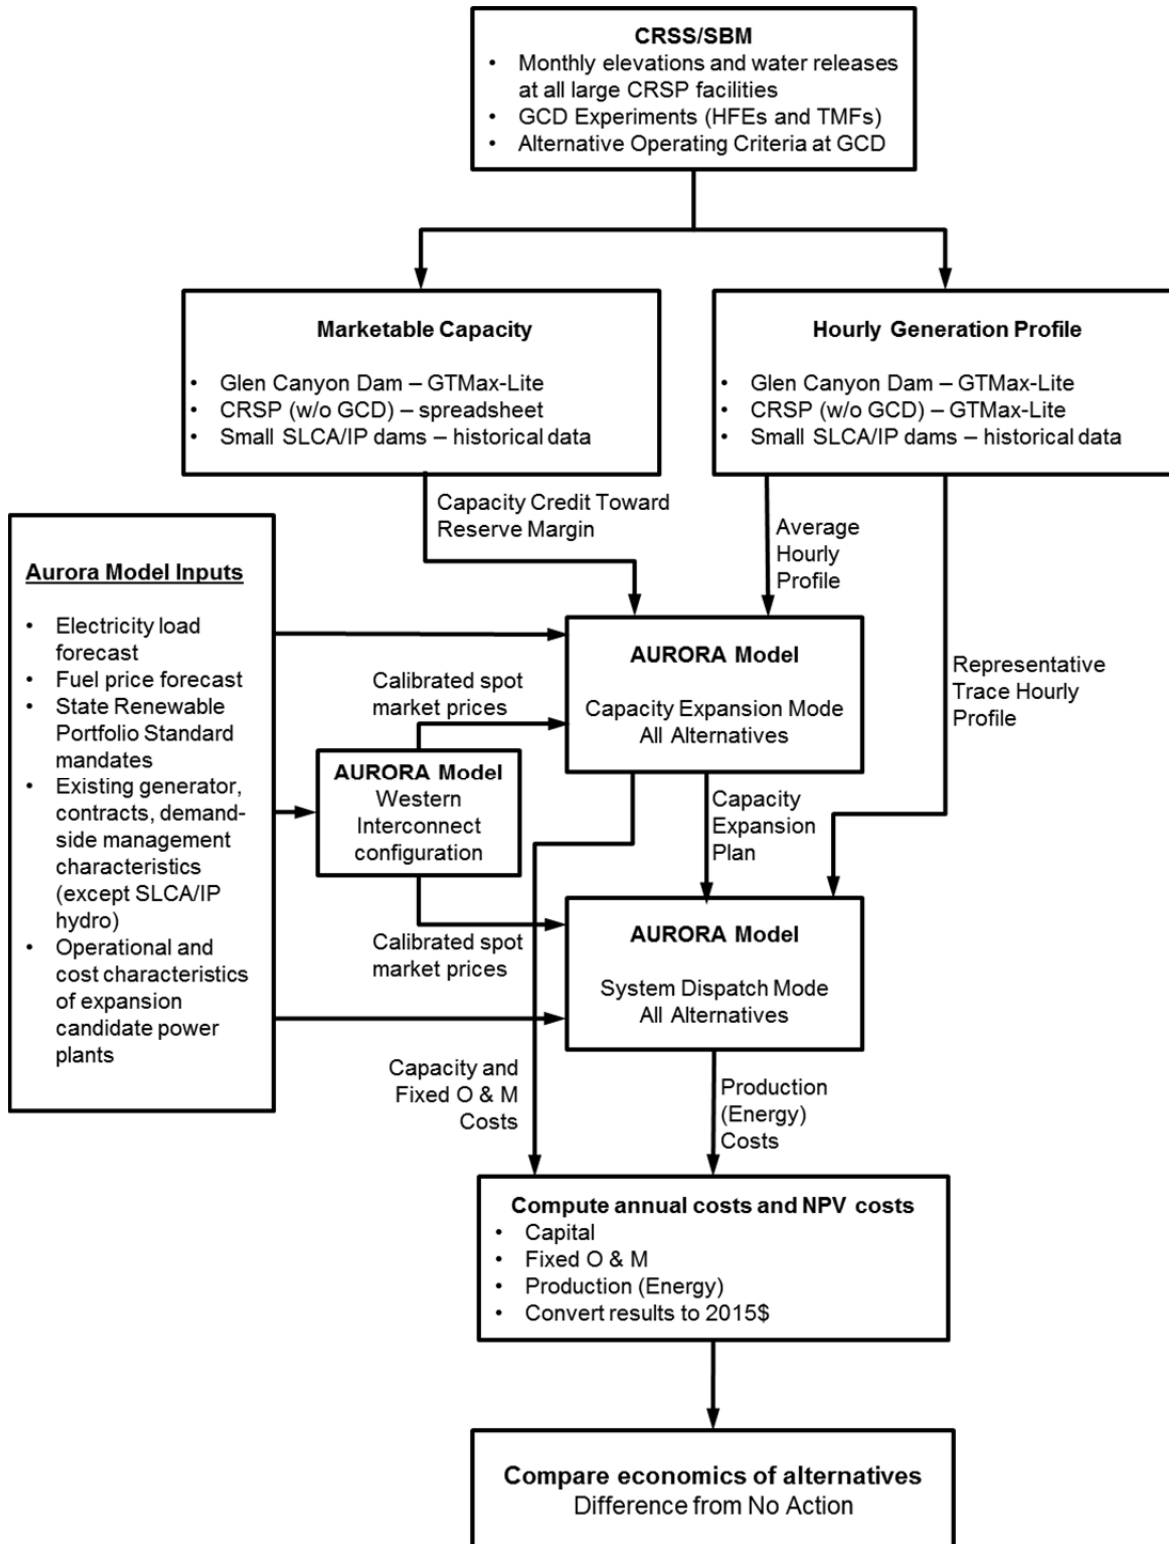 CRSS/SBM
• Monthly elevations and water releases
at all large CRSP facilities
• GCD Experiments (HFEs and TMFs)
• Alternative Operating Criteria at GCD
Marketable Capacity
• Glen Canyon Dam – GTMax-Lite
• CRSP (w/o GCD) – spreadsheet
• Small SLCA/IP dams – historical data
Hourly Generation Profile
• Glen Canyon Dam – GTMax-Lite
• CRSP (w/o GCD) – GTMax-Lite
• Small SLCA/IP dams – historical data
Capacity Credit Toward
Reserve Margin
Average
Hourly
Profile
Aurora Model Inputs
• Electricity load
forecast
• Fuel price forecast
• State Renewable
Portfolio Standard
mandates
• Existing generator,
contracts, demand-
side management
characteristics
(except SLCA/IP
hydro)
• Operational and
cost characteristics
of expansion
candidate power
plants
Calibrated spot
market prices
AURORA Model
Capacity Expansion Mode
All Alternatives
Representative
Trace Hourly
Profile
AURORA Model
Western
Interconnect
configuration
Capacity
Expansion
Plan
Calibrated spot
market prices
AURORA Model
System Dispatch Mode
All Alternatives
Capacity and
Fixed O & M
Costs
Production
(Energy)
Costs
Compute annual costs and NPV costs
• Capital
• Fixed O & M
• Production (Energy)
• Convert results to 2015$
Compare economics of alternatives
Difference from No Action